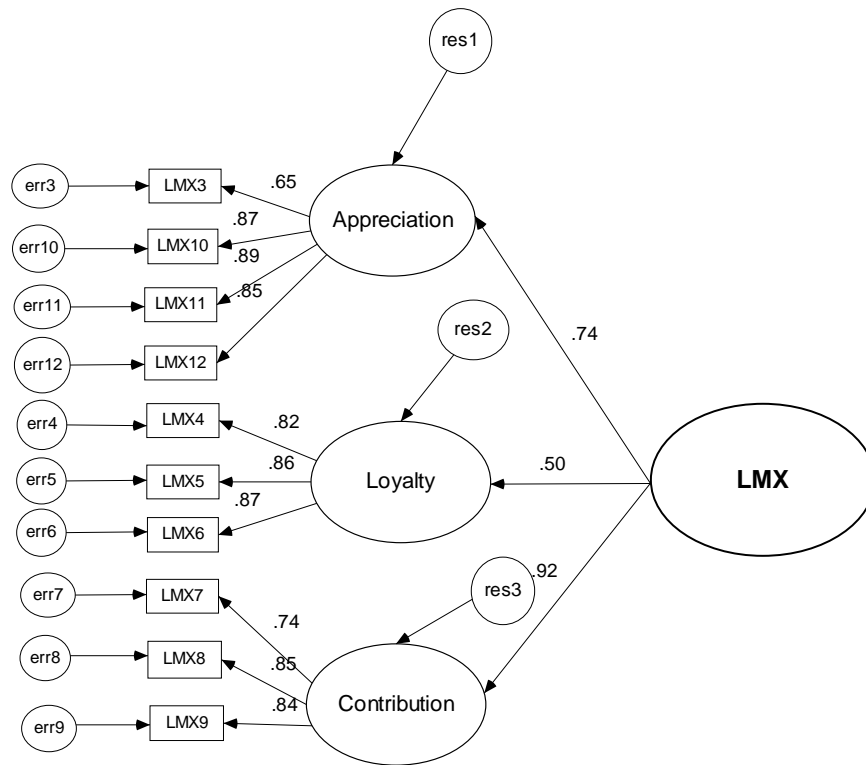 res1
err3
LMX3
.65
Appreciation
err10
LMX10
.87
err11
LMX11
.89
.85
err12
LMX12
res2
.74
err4
LMX4
.82
Loyalty
.50
LMX
err5
LMX5
.86
err6
LMX6
.87
err7
LMX7
res3
.92
.74
err8
LMX8
.85
Contribution
err9
LMX9
.84